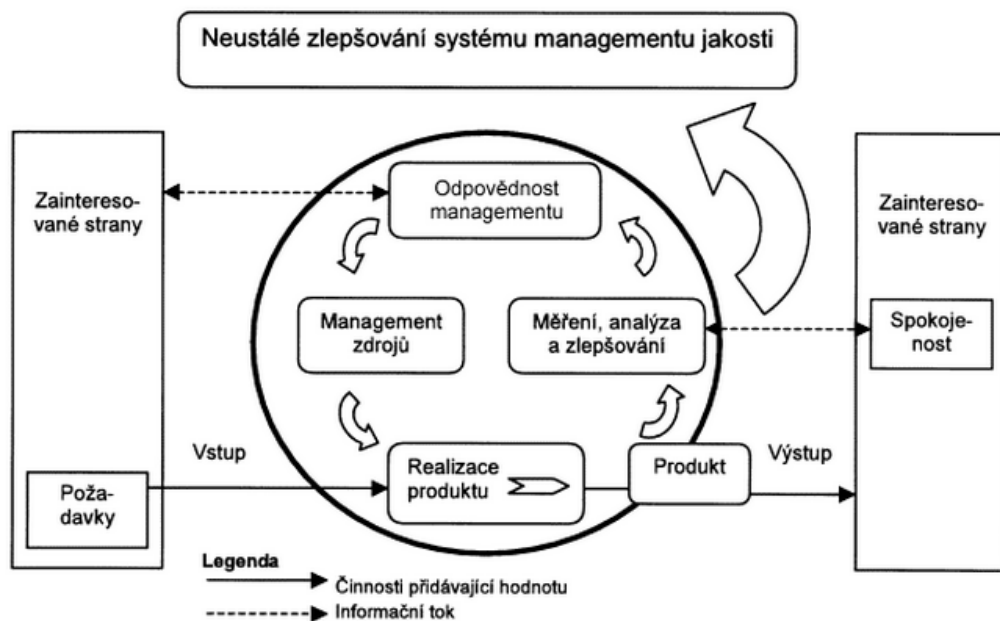 Neustálé zlepšování systému managementu jakosti
Zaintereso-
vané strany
Odpovědnost
managementu
Zaintereso-
vané strany
Management
zdrojů
Měření, analýza
a zlepšování
Spokoje-
nost
Vstup
Realizace
produktu
Produkt
Výstup
Poža-
davky
Legenda
Činnosti přidávající hodnotu
Informační tok